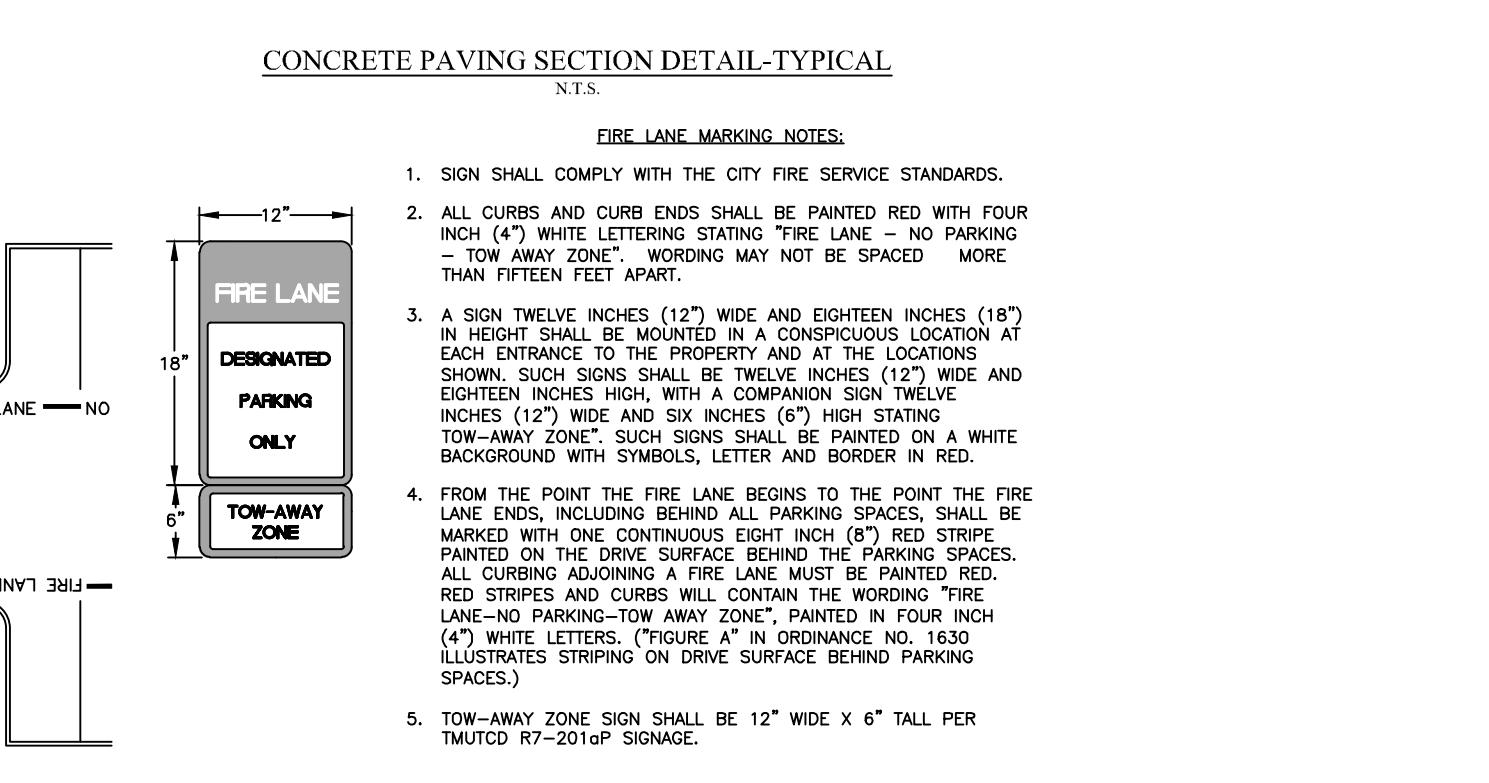 CONCRETE PAVING SECTION DETAIL-TYPICAL
N.T.S.
FIRE LANE MARKING NOTES:
1. SIGN SHALL COMPLY WITH THE CITY FIRE SERVICE STANDARDS.
2. ALL CURBS AND CURB ENDS SHALL BE PAINTED RED WITH FOUR
INCH (4") WHITE LETTERING STATING "FIRE LANE – NO PARKING
– TOW AWAY ZONE". WORDING MAY NOT BE SPACED MORE
THAN FIFTEEN FEET APART.
3. A SIGN TWELVE INCHES (12") WIDE AND EIGHTEEN INCHES (18")
IN HEIGHT SHALL BE MOUNTED IN A CONSPICUOUS LOCATION AT
EACH ENTRANCE TO THE PROPERTY AND AT THE LOCATIONS
SHOWN. SUCH SIGNS SHALL BE TWELVE INCHES (12") WIDE AND
EIGHTEEN INCHES HIGH, WITH A COMPANION SIGN TWELVE
INCHES (12") WIDE AND SIX INCHES (6") HIGH STATING
TOW–AWAY ZONE". SUCH SIGNS SHALL BE PAINTED ON A WHITE
BACKGROUND WITH SYMBOLS, LETTER AND BORDER IN RED.
4. FROM THE POINT THE FIRE LANE BEGINS TO THE POINT THE FIRE
LANE ENDS, INCLUDING BEHIND ALL PARKING SPACES, SHALL BE
MARKED WITH ONE CONTINUOUS EIGHT INCH (8") RED STRIPE
PAINTED ON THE DRIVE SURFACE BEHIND THE PARKING SPACES.
ALL CURBING ADJOINING A FIRE LANE MUST BE PAINTED RED.
RED STRIPES AND CURBS WILL CONTAIN THE WORDING "FIRE
LANE–NO PARKING–TOW AWAY ZONE", PAINTED IN FOUR INCH
(4") WHITE LETTERS. ("FIGURE A" IN ORDINANCE NO. 1630
ILLUSTRATES STRIPING ON DRIVE SURFACE BEHIND PARKING
SPACES.)
5. TOW–AWAY ZONE SIGN SHALL BE 12" WIDE X 6" TALL PER
TMUTCD R7–201aP SIGNAGE.
12"
18"
6"
FIRE LANE
DESIGNATED
PARKING
ONLY
TOW-AWAY
ZONE
LANE — NO
FIRE LAN